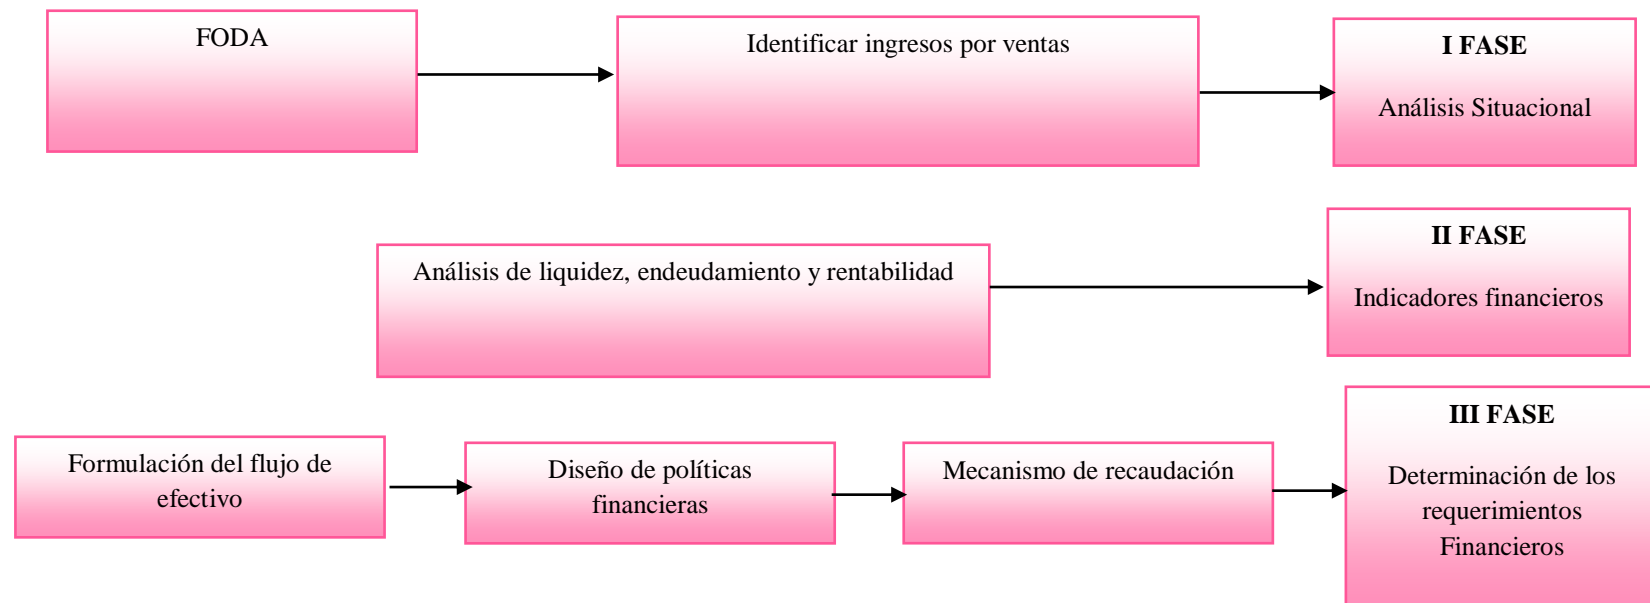 FODA
Identificar ingresos por ventas
I FASE
Análisis Situacional
II FASE
Análisis de liquidez, endeudamiento y rentabilidad
Indicadores financieros
III FASE
Formulación del flujo de
efectivo
Diseño de políticas
financieras
Mecanismo de recaudación
Determinación de los
requerimientos
Financieros